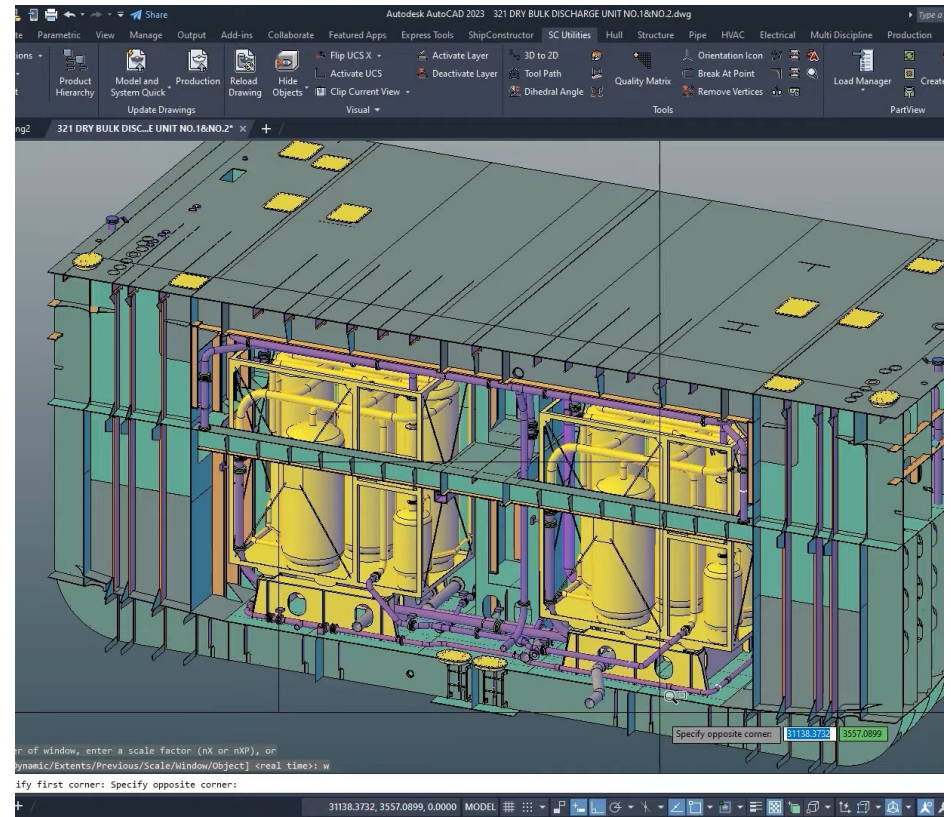 Share
Autodesk AutoCAD 2023 321 DRY BULK DISCHARGE UNIT NO.1&NO.2.dwg
Type a
te Parametric View Manage Output Add-ins Collaborate Featured Apps Express Tools ShipConstructor SC Utilities Hull Structure Pipe HVAC Electrical Multi Discipline Production
ions
Product Hierarchy
Model and System Quick
Production
Reload Drawing
Hide Objects
Flip UCS X
Activate UCS
Clip Current View
Activate Layer
Deactivate Layer
3D to 2D
Tool Path
Dihedral Angle
Quality Matrix
Orientation Icon
Break At Point
Remove Vertices
Load Manager
Create
Update Drawings Visual Tools PartView
ng2 321 DRY BULK DISC...E UNIT NO.1&NO.2*
Specify opposite corner: 31138.3732 3557.0899
er of window, enter a scale factor (nX or nXP), or
Dynamic/Extents/Previous/Scale/Window/Object] <real time>: w
ify first corner: Specify opposite corner:
31138.3732, 3557.0899, 0.0000 MODEL